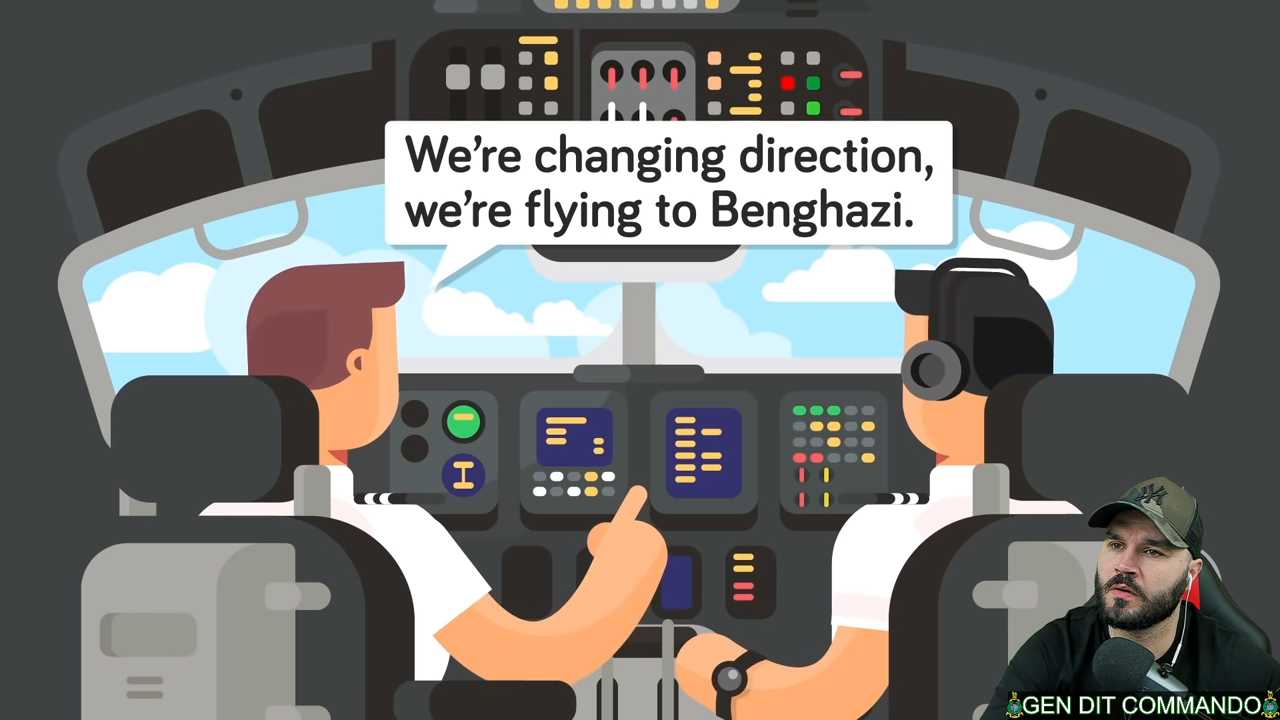 We're changing direction,
we're flying to Benghazi.
GEN DIT COMMANDO